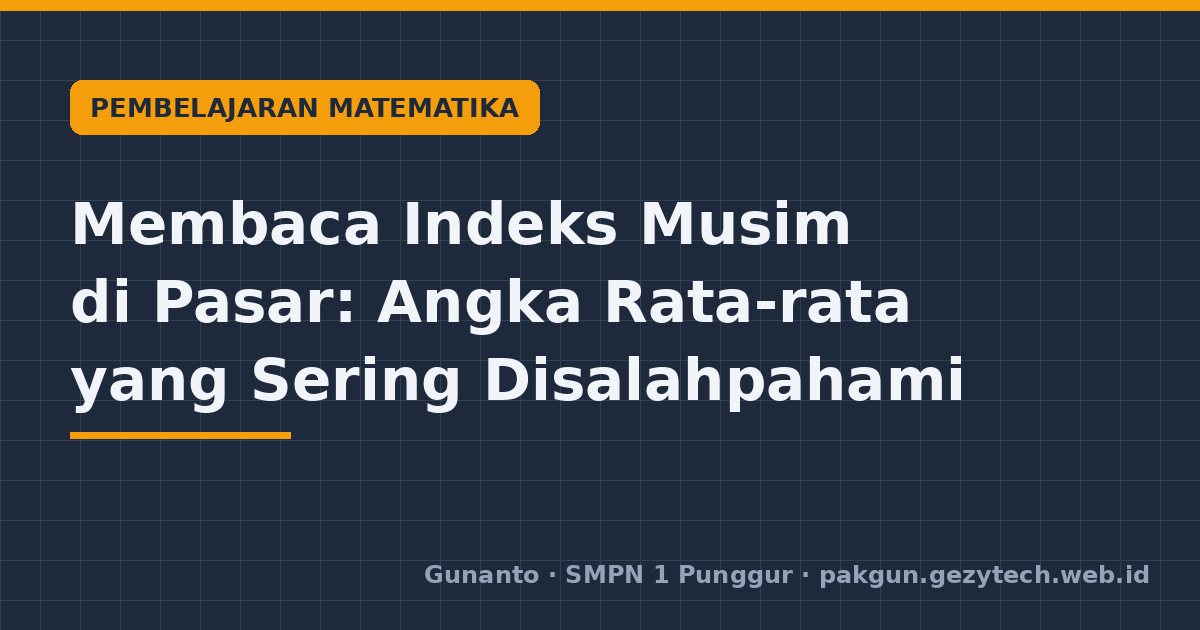 PEMBELAJARAN MATEMATIKA
Membaca Indeks Musim
di Pasar: Angka Rata-rata
yang Sering Disalahpahami
Gunanto · SMPN 1 Punggur · pakgun.gezytech.web.id